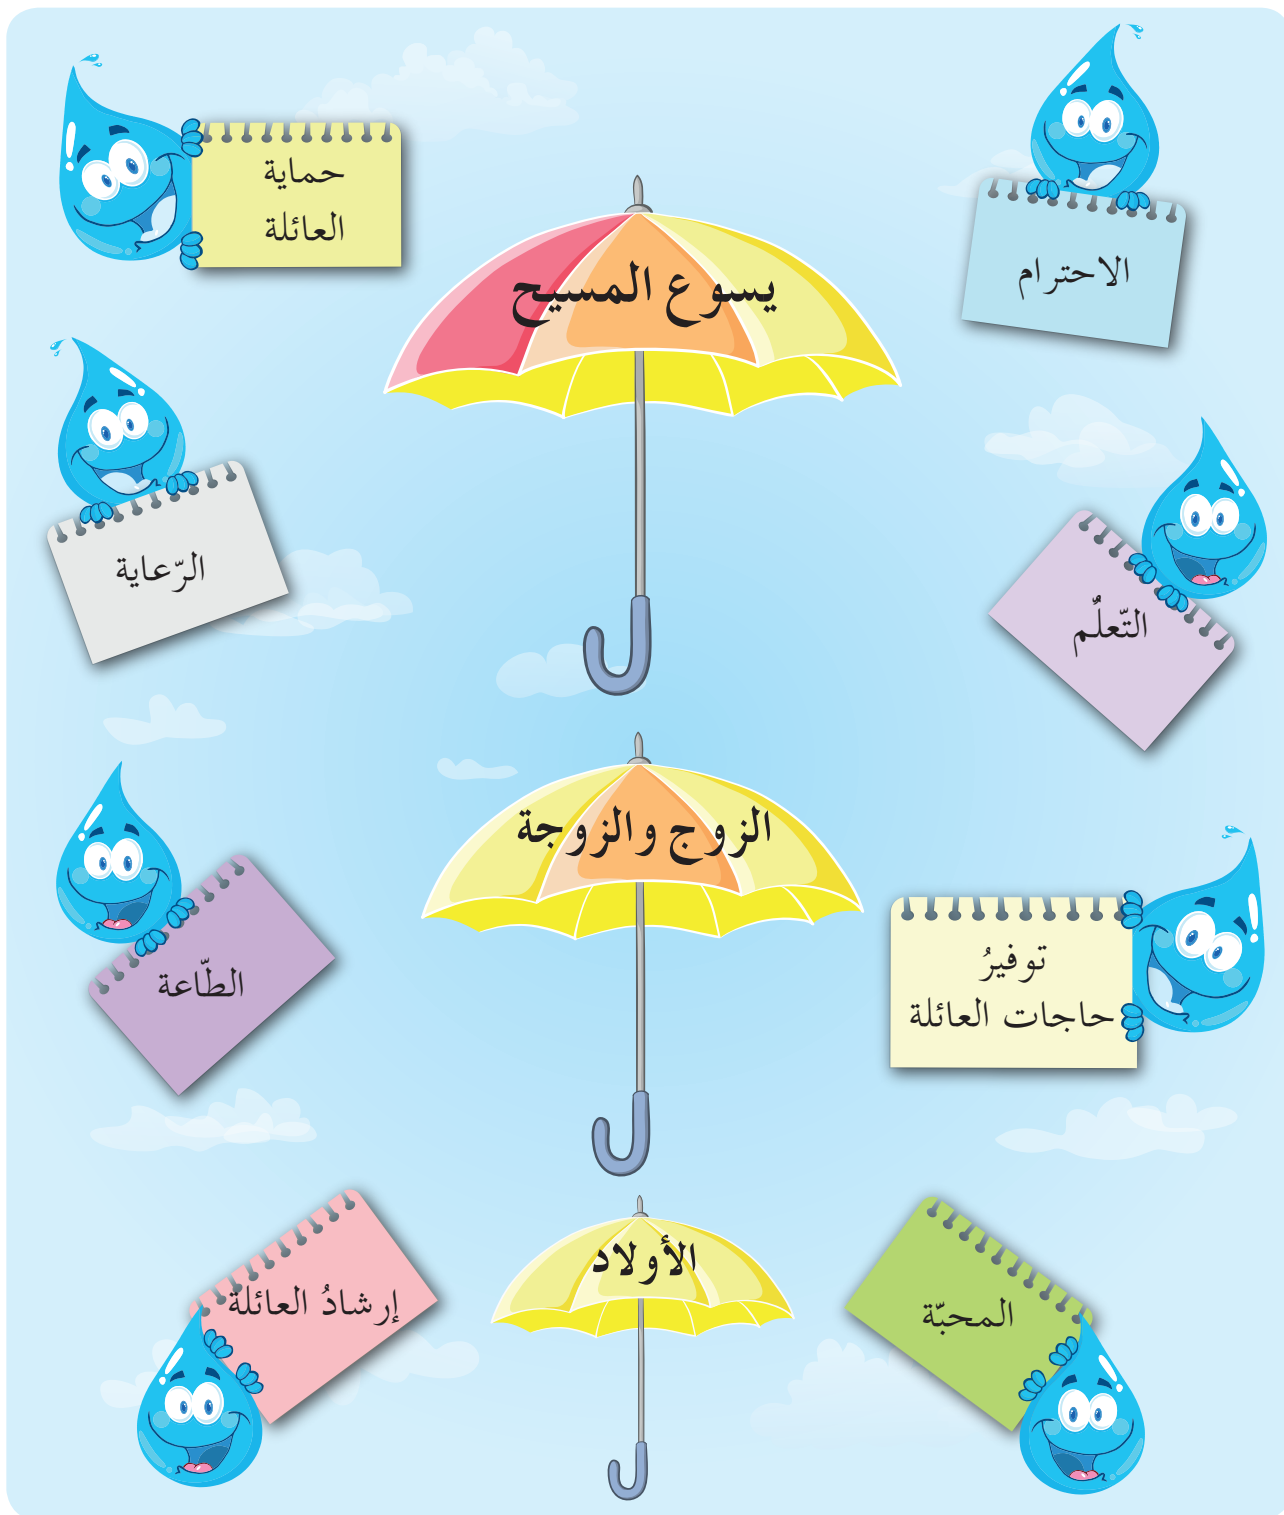 الاحترام
حماية
العائلة
يسوع المسيح
التّعلّم
الرّعاية
الزوج والزوجة
توفيرُ
حاجات العائلة
الطّاعة
الأولاد
المحبّة
إرشادُ العائلة